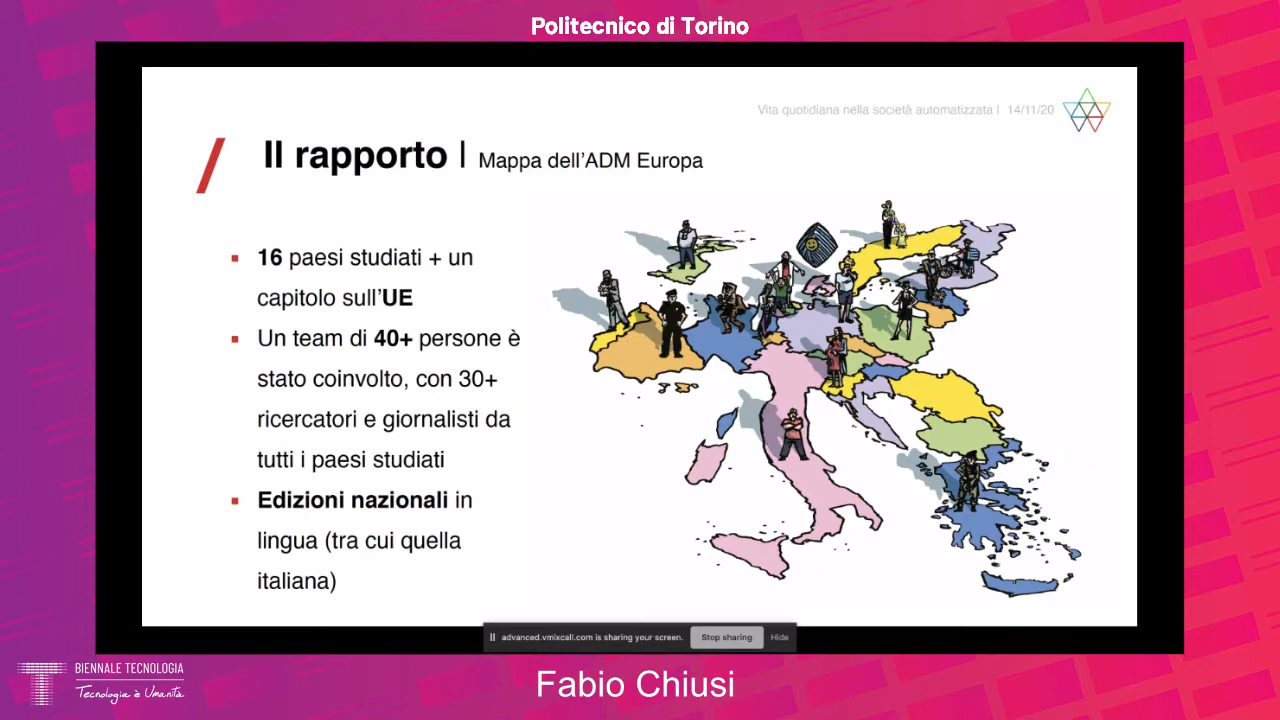 Politecnico di Torino
Vita quotidiana nella società automatizzata | 14/11/20
Il rapporto | Mappa dell'ADM Europa
▪ 16 paesi studiati + un
capitolo sull'UE
▪ Un team di 40+ persone è
stato coinvolto, con 30+
ricercatori e giornalisti da
tutti i paesi studiati
▪ Edizioni nazionali in
lingua (tra cui quella
italiana)
advanced.vmixcall.com is sharing your screen. Stop sharing Hide
BIENNALE TECNOLOGIA
Tecnologia è Umanità
Fabio Chiusi